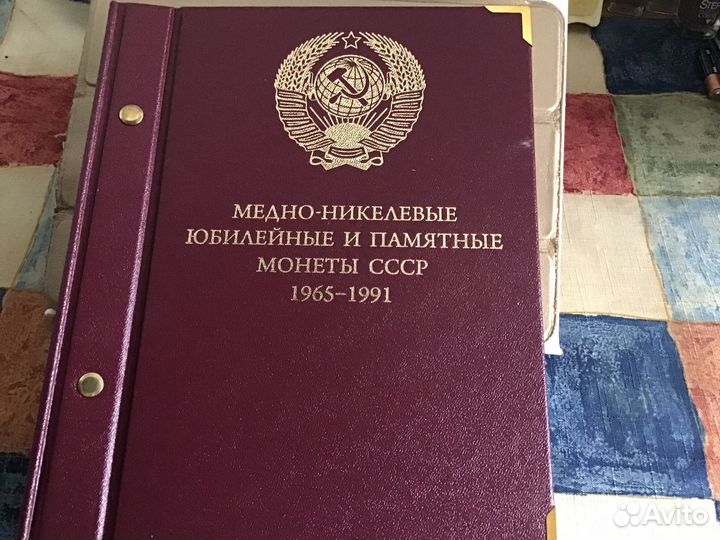 МЕДНО-НИКЕЛЕВЫЕ
ЮБИЛЕЙНЫЕ И ПАМЯТНЫЕ
МОНЕТЫ СССР
1965–1991
Avito